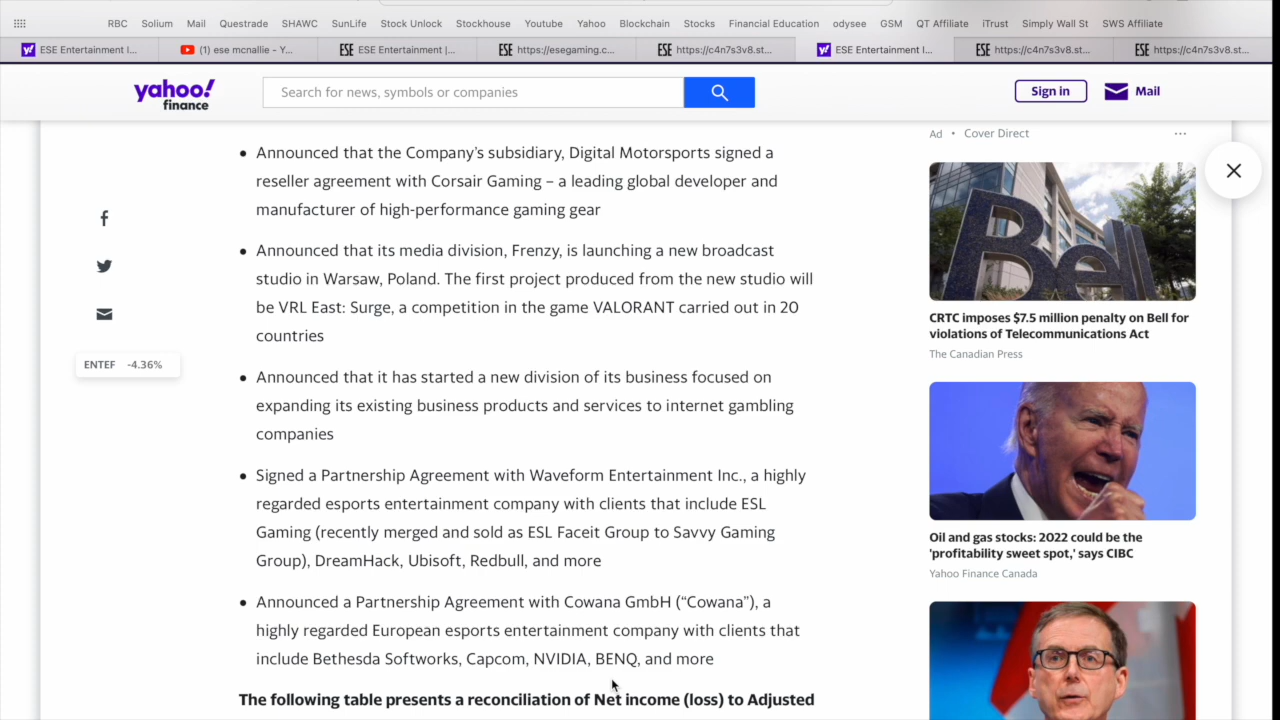 RBC Solium Mail Questrade SHAWC SunLife Stock Unlock Stockhouse Youtube Yahoo Blockchain Stocks Financial Education odysee GSM QT Affiliate iTrust Simply Wall St SWS Affiliate
ESE Entertainment I... (1) ese mcnallie - Y... ESE Entertainment |... https://esegaming.c... https://c4n7s3v8.st... ESE Entertainment I... https://c4n7s3v8.st... https://c4n7s3v8.st...
yahoo!
finance
Search for news, symbols or companies
Sign in
Mail
Announced that the Company's subsidiary, Digital Motorsports signed a
reseller agreement with Corsair Gaming – a leading global developer and
manufacturer of high-performance gaming gear
Announced that its media division, Frenzy, is launching a new broadcast
studio in Warsaw, Poland. The first project produced from the new studio will
be VRL East: Surge, a competition in the game VALORANT carried out in 20
countries
Announced that it has started a new division of its business focused on
expanding its existing business products and services to internet gambling
companies
Signed a Partnership Agreement with Waveform Entertainment Inc., a highly
regarded esports entertainment company with clients that include ESL
Gaming (recently merged and sold as ESL Faceit Group to Savvy Gaming
Group), DreamHack, Ubisoft, Redbull, and more
Announced a Partnership Agreement with Cowana GmbH (“Cowana”), a
highly regarded European esports entertainment company with clients that
include Bethesda Softworks, Capcom, NVIDIA, BENQ, and more
The following table presents a reconciliation of Net income (loss) to Adjusted
ENTEF -4.36%
Ad • Cover Direct
Bell
CRTC imposes $7.5 million penalty on Bell for
violations of Telecommunications Act
The Canadian Press
Oil and gas stocks: 2022 could be the
'profitability sweet spot,' says CIBC
Yahoo Finance Canada